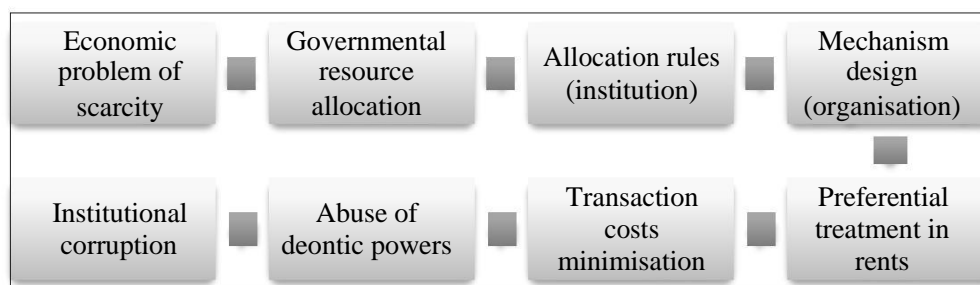 Economic
problem of
scarcity
Governmental
resource
allocation
Allocation rules
(institution)
Mechanism
design
(organisation)
Preferential
treatment in
rents
Transaction
costs
minimisation
Abuse of
deontic powers
Institutional
corruption